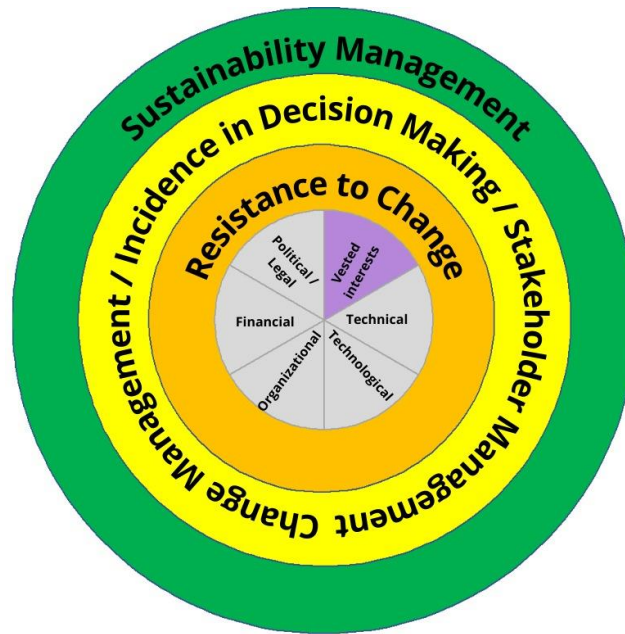 Sustainability Management
Change Management / Incidence in Decision Making / Stakeholder Management
Resistance to Change
Political /
Legal
Vested
interests
Financial
Technical
Organizational
Technological